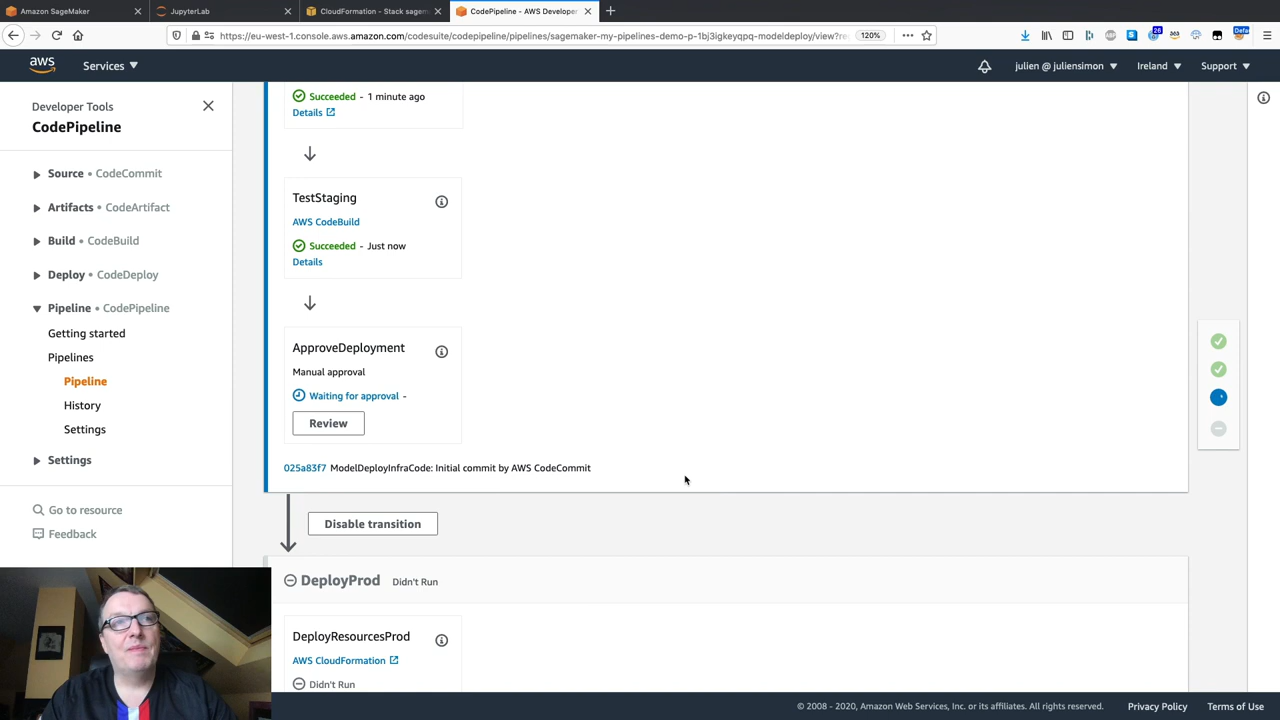 Amazon SageMaker
JupyterLab
CloudFormation - Stack sagem
CodePipeline - AWS Developer
https://eu-west-1.console.aws.amazon.com/codesuite/codepipeline/pipelines/sagemaker-my-pipelines-demo-p-1bj3igkeyqpq-modeldeploy/view?re
120%
26
Defa
aws
Services
julien @ juliensimon
Ireland
Support
Developer Tools
CodePipeline
Source • CodeCommit
Artifacts • CodeArtifact
Build • CodeBuild
Deploy • CodeDeploy
Pipeline • CodePipeline
Getting started
Pipelines
Pipeline
History
Settings
Settings
Go to resource
Feedback
Succeeded - 1 minute ago
Details
TestStaging
AWS CodeBuild
Succeeded - Just now
Details
ApproveDeployment
Manual approval
Waiting for approval -
Review
025a83f7 ModelDeployInfraCode: Initial commit by AWS CodeCommit
Disable transition
DeployProd Didn't Run
DeployResourcesProd
AWS CloudFormation
Didn't Run
© 2008 - 2020, Amazon Web Services, Inc. or its affiliates. All rights reserved.
Privacy Policy
Terms of Use